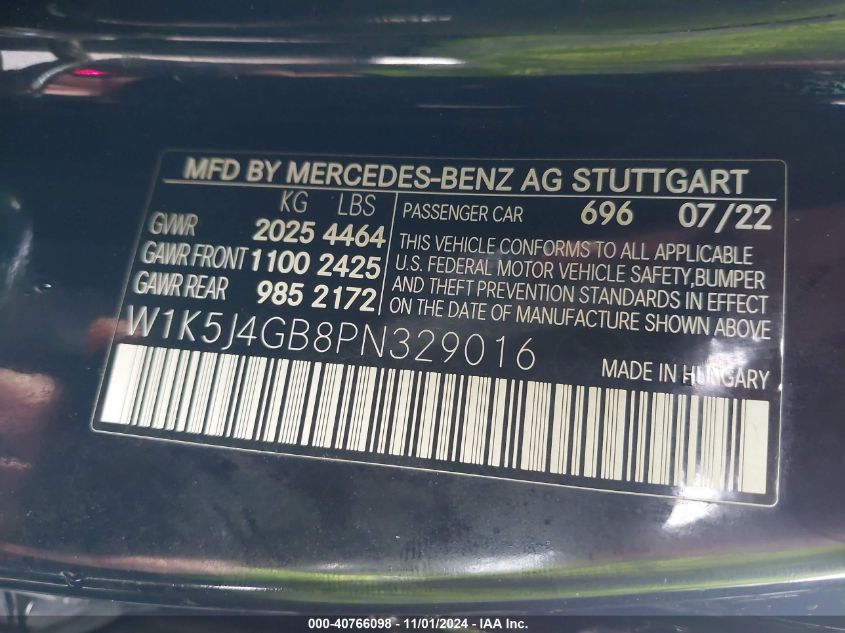 MFD BY MERCEDES-BENZ AG STUTTGART
KG LBS
GVWR 2025 4464
GAWR FRONT 1100 2425
GAWR REAR 985 2172
PASSENGER CAR 696 07/22
THIS VEHICLE CONFORMS TO ALL APPLICABLE
U.S. FEDERAL MOTOR VEHICLE SAFETY,BUMPER
AND THEFT PREVENTION STANDARDS IN EFFECT
ON THE DATE OF MANUFACTURE SHOWN ABOVE
W1K5J4GB8PN329016
MADE IN HUNGARY
000-40766098 - 11/01/2024 - IAA Inc.